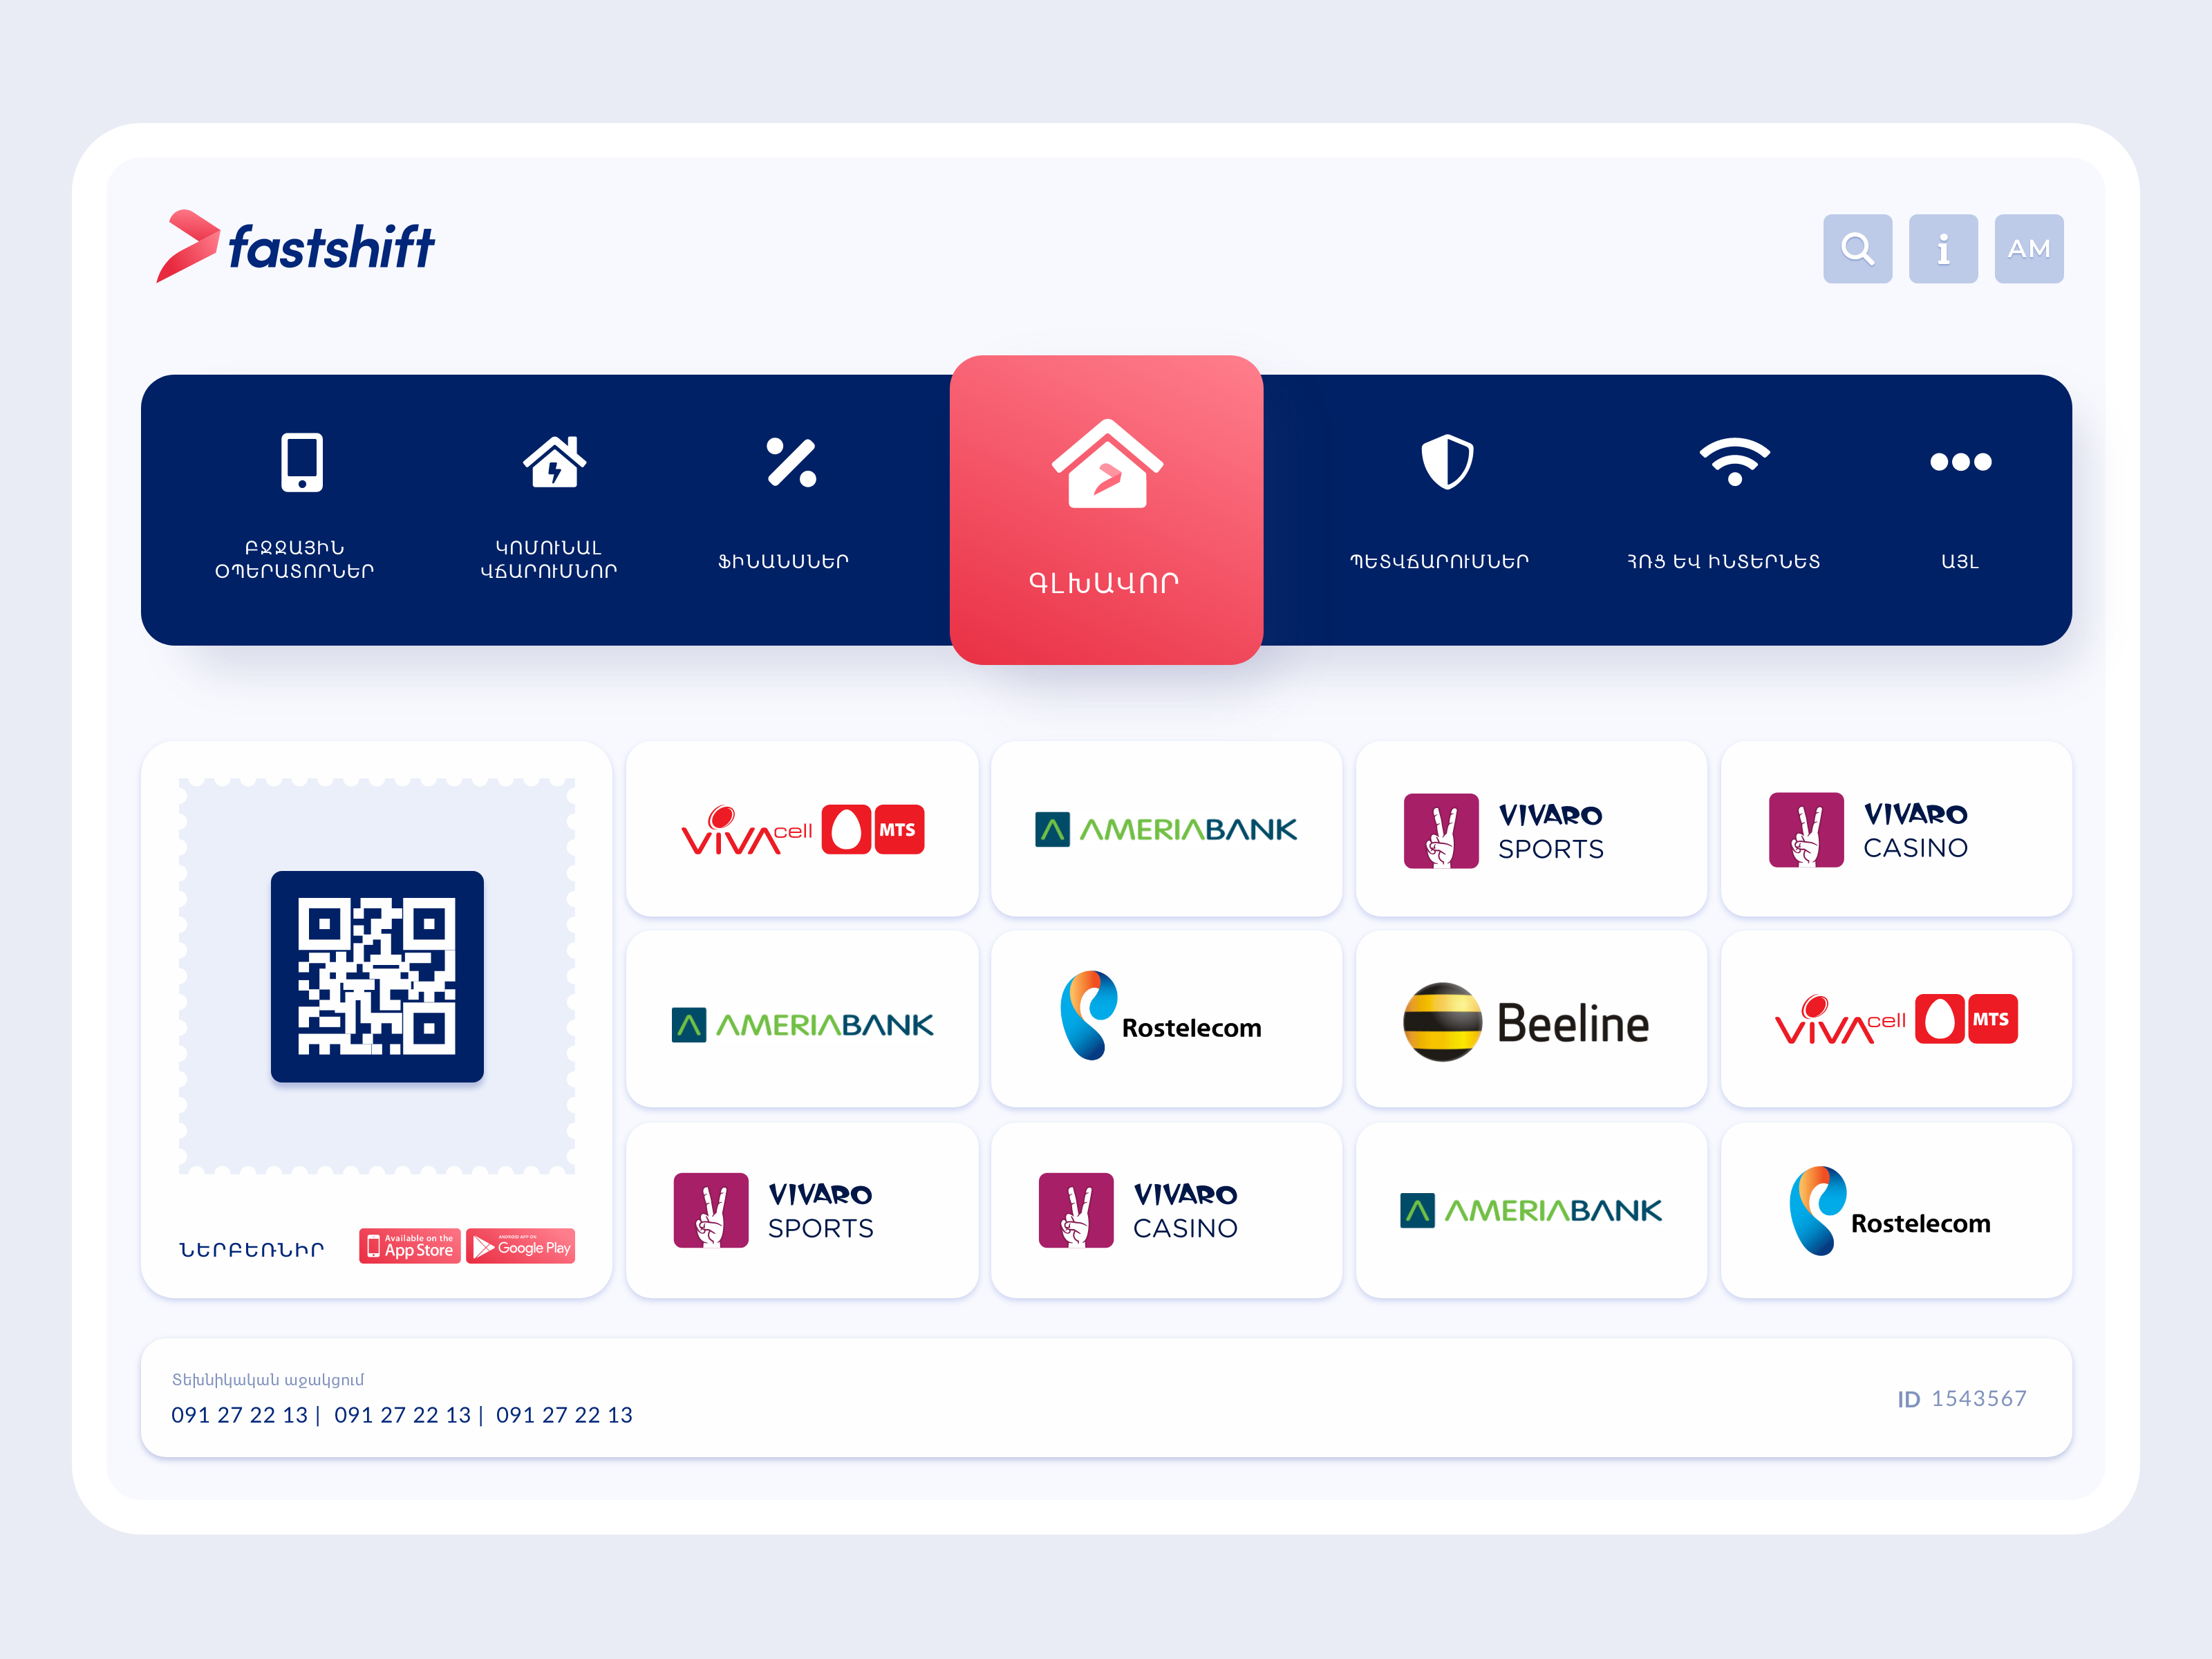 fastshift
i
AM
ԲՋՋԱՅԻՆ
ՕՊԵՐԱՏՈՐՆԵՐ
ԿՈՄՈՒՆԱԼ
ՎՃԱՐՈՒՄՆՈՐ
ՖԻՆԱՆՍՆԵՐ
ԳԼԽԱՎՈՐ
ՊԵՏՎՃԱՐՈՒՄՆԵՐ
ՀՌՑ ԵՎ ԻՆՏԵՐՆԵՏ
ԱՅԼ
VIVAcell MTS
AMERIABANK
VIVARO
SPORTS
VIVARO
CASINO
AMERIABANK
Rostelecom
Beeline
VIVAcell MTS
VIVARO
SPORTS
VIVARO
CASINO
AMERIABANK
Rostelecom
ՆԵՐԲԵՌՆԻՐ
Available on the
App Store
ANDROID APP ON
Google Play
Տեխնիկական աջակցում
091 27 22 13 | 091 27 22 13 | 091 27 22 13
ID 1543567